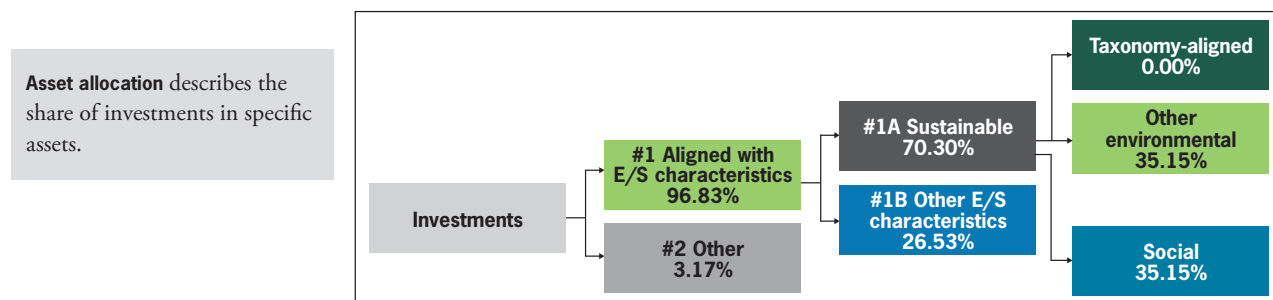 Asset allocation describes the
share of investments in specific
assets.
Investments
#1 Aligned with
E/S characteristics
96.83%
#2 Other
3.17%
#1A Sustainable
70.30%
#1B Other E/S
characteristics
26.53%
Taxonomy-aligned
0.00%
Other
environmental
35.15%
Social
35.15%